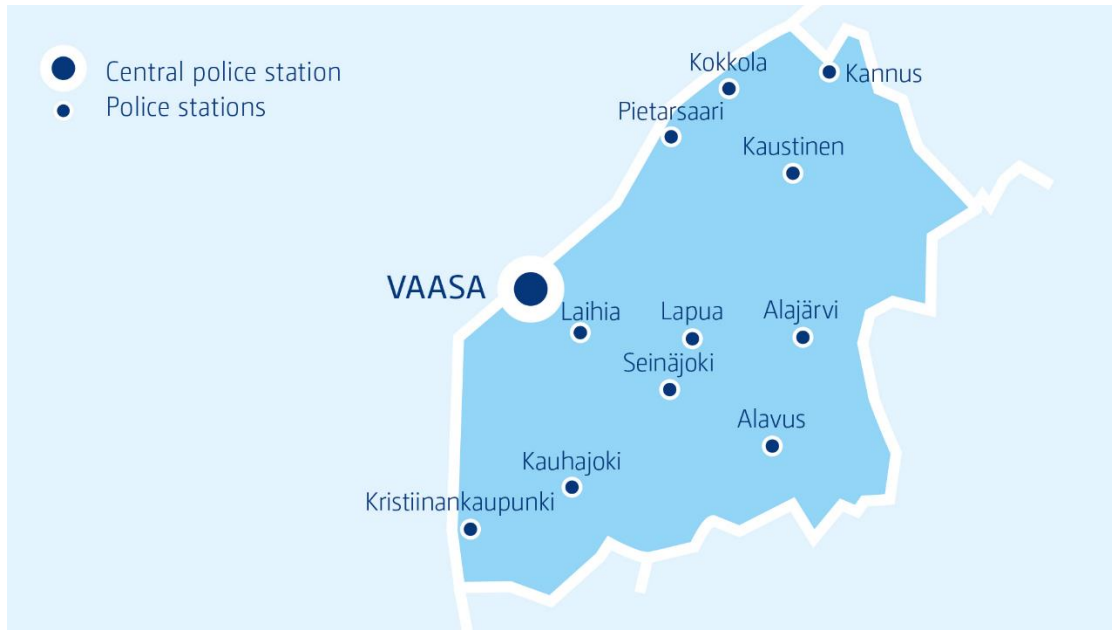 Central police station
Police stations
Kokkola
Kannus
Pietarsaari
Kaustinen
VAASA
Laihia
Lapua
Alajärvi
Seinäjoki
Alavus
Kauhajoki
Kristiinankaupunki